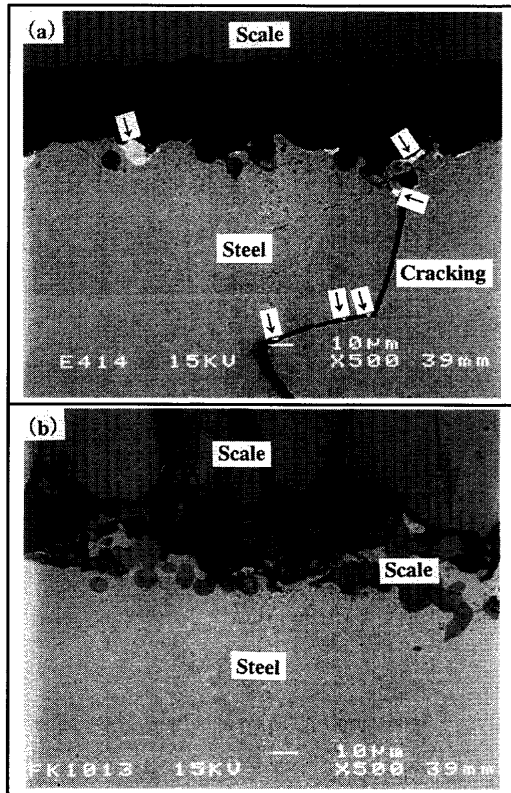 (a)
Scale
Steel
Cracking
10μm
E414 15KV X500 39mm
(b)
Scale
Scale
Steel
10μm
FK1013 15KV X500 39mm